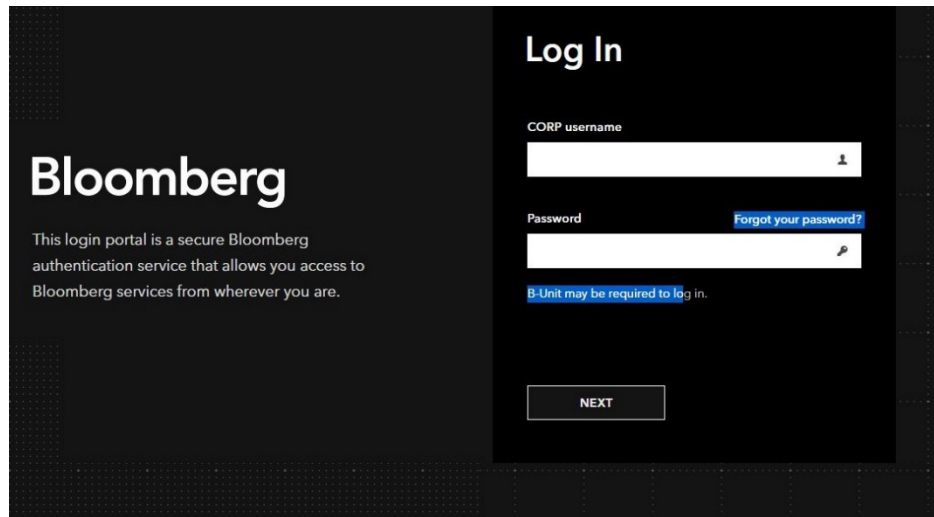 Log In
CORP username
Bloomberg
Password
Forgot your password?
This login portal is a secure Bloomberg
authentication service that allows you access to
Bloomberg services from wherever you are.
B-Unit may be required to log in.
NEXT